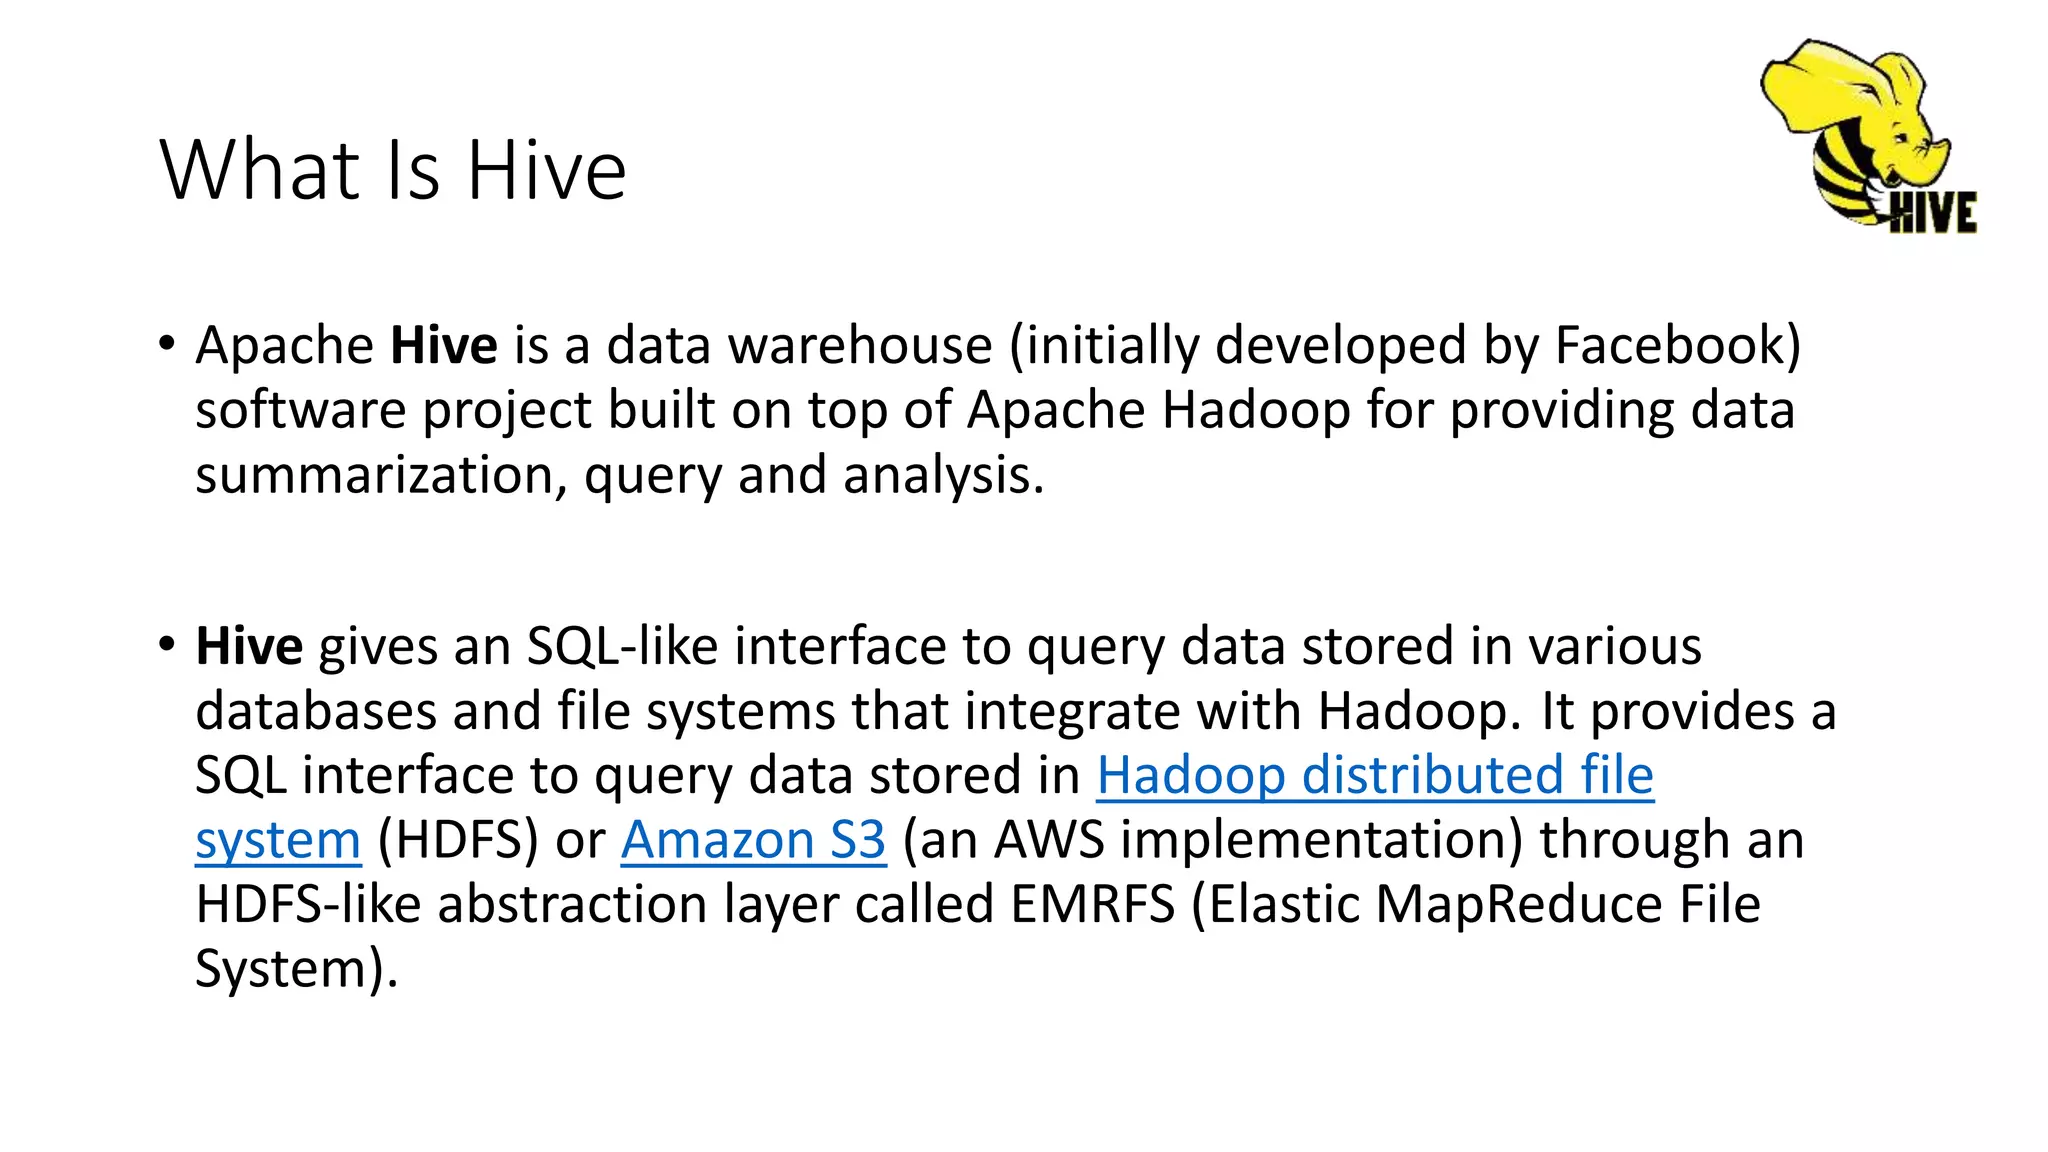 What Is Hive
HIVE
• Apache Hive is a data warehouse (initially developed by Facebook)
software project built on top of Apache Hadoop for providing data
summarization, query and analysis.
• Hive gives an SQL-like interface to query data stored in various
databases and file systems that integrate with Hadoop. It provides a
SQL interface to query data stored in Hadoop distributed file
system (HDFS) or Amazon S3 (an AWS implementation) through an
HDFS-like abstraction layer called EMRFS (Elastic MapReduce File
System).